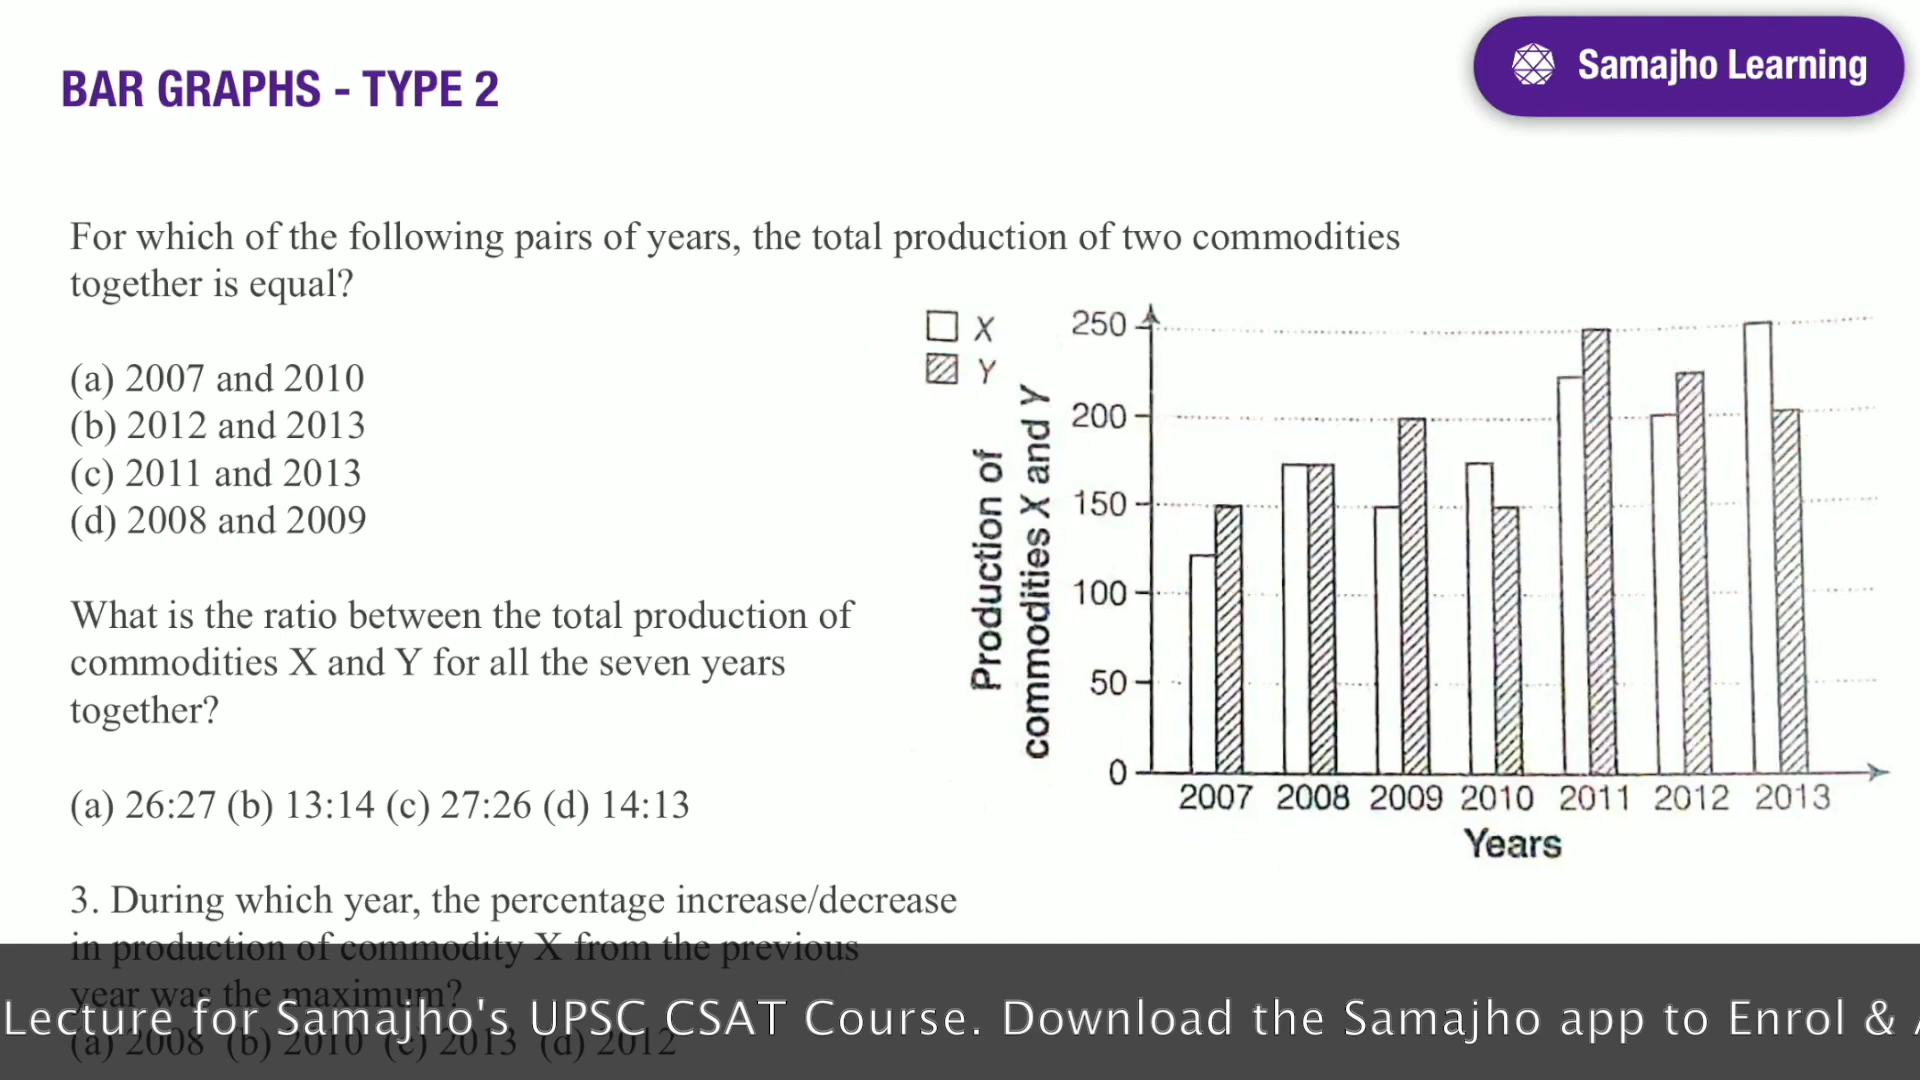 BAR GRAPHS - TYPE 2
Samajho Learning
For which of the following pairs of years, the total production of two commodities
together is equal?
(a) 2007 and 2010
(b) 2012 and 2013
(c) 2011 and 2013
(d) 2008 and 2009
What is the ratio between the total production of
commodities X and Y for all the seven years
together?
(a) 26:27 (b) 13:14 (c) 27:26 (d) 14:13
3. During which year, the percentage increase/decrease
in production of commodity X from the previous
year was the maximum?
(a) 2008 (b) 2010 (c) 2013 (d) 2012
X
Y
Production of
commodities X and Y
250
200
150
100
50
0
2007 2008 2009 2010 2011 2012 2013
Years
Lecture for Samajho's UPSC CSAT Course. Download the Samajho app to Enrol &